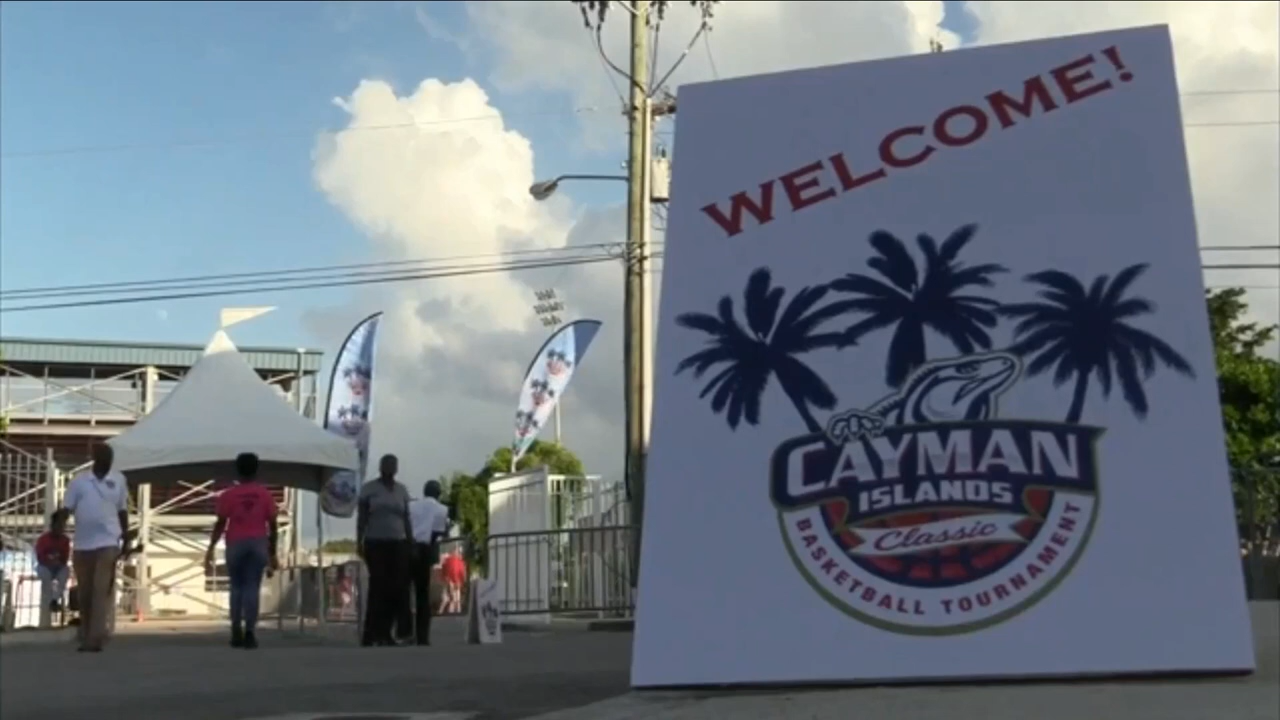 WELCOME!
CAYMAN
ISLANDS
Classic
BASKETBALL TOURNAMENT